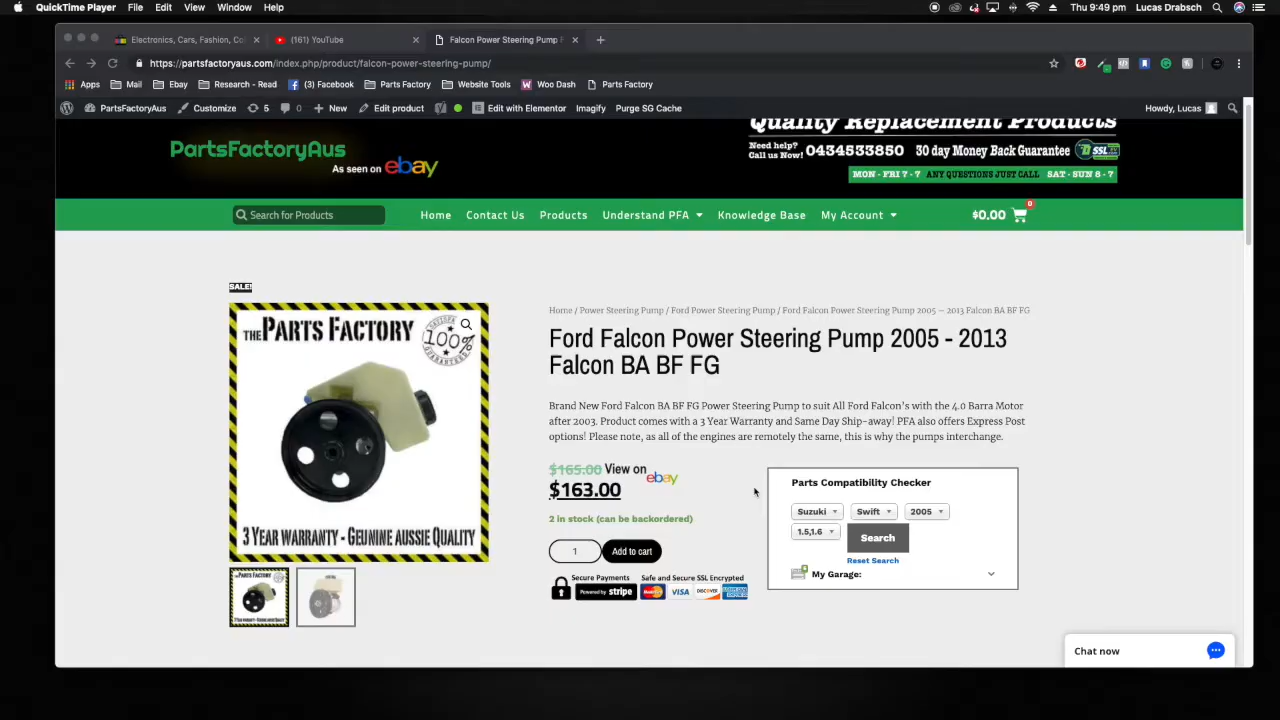 QuickTime Player File Edit View Window Help Thu 9:49 pm Lucas Drabsch
Electronics, Cars, Fashion, Co × (161) YouTube × Falcon Power Steering Pump F × +
https://partsfactoryaus.com/index.php/product/falcon-power-steering-pump/
Apps Mail Ebay Research - Read (3) Facebook Parts Factory Website Tools Woo Dash Parts Factory
PartsFactoryAus Customize 5 0 New Edit product Edit with Elementor Imagify Purge SG Cache Howdy, Lucas
Quality Replacement Products
PartsFactoryAus
As seen on ebay
Need help?
Call us Now! 0434533850 30 day Money Back Guarantee SSL
MON - FRI 7 - 7 ANY QUESTIONS JUST CALL SAT - SUN 8 - 7
Search for Products Home Contact Us Products Understand PFA Knowledge Base My Account $0.00 0
SALE!
THE PARTS FACTORY
100%
3 YEAR WARRANTY - GEUNINE AUSSIE QUALITY
Home / Power Steering Pump / Ford Power Steering Pump / Ford Falcon Power Steering Pump 2005 – 2013 Falcon BA BF FG
Ford Falcon Power Steering Pump 2005 - 2013
Falcon BA BF FG
Brand New Ford Falcon BA BF FG Power Steering Pump to suit All Ford Falcon's with the 4.0 Barra Motor
after 2003. Product comes with a 3 Year Warranty and Same Day Ship-away! PFA also offers Express Post
options! Please note, as all of the engines are remotely the same, this is why the pumps interchange.
$165.00 View on ebay
$163.00
2 in stock (can be backordered)
1 Add to cart
Secure Payments Safe and Secure SSL Encrypted
Powered by stripe MasterCard VISA DISCOVER
Parts Compatibility Checker
Suzuki Swift 2005
1.5,1.6 Search
Reset Search
My Garage:
Chat now